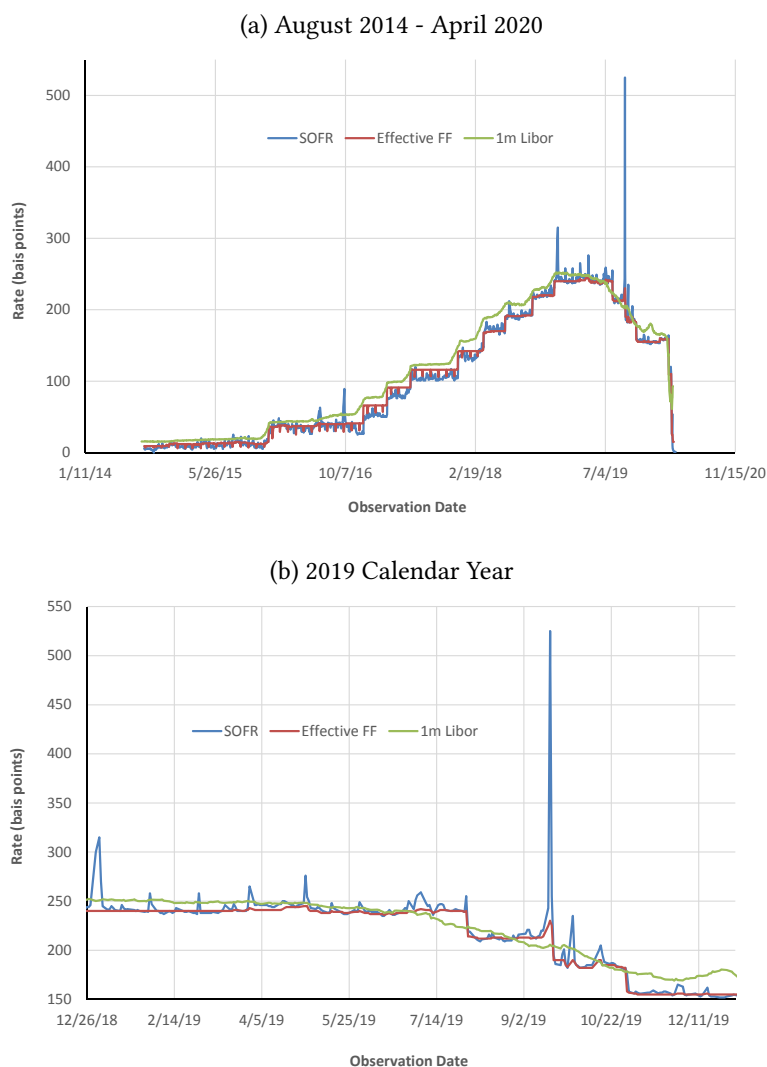 (a) August 2014 - April 2020
500
SOFR Effective FF 1m Libor
400
300
200
100
0
Rate (bais points)
1/11/14 5/26/15 10/7/16 2/19/18 7/4/19 11/15/20
Observation Date
(b) 2019 Calendar Year
550
500
450
SOFR Effective FF 1m Libor
400
350
300
250
200
150
Rate (bais points)
12/26/18 2/14/19 4/5/19 5/25/19 7/14/19 9/2/19 10/22/19 12/11/19
Observation Date